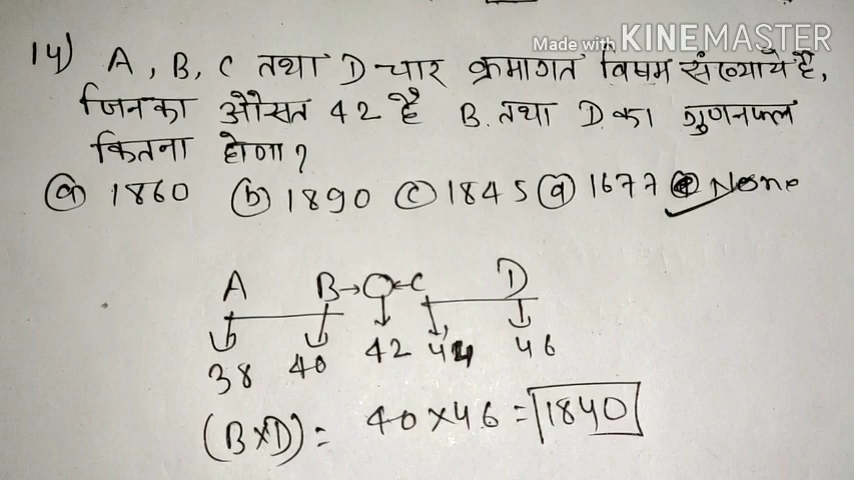 Made with KINEMASTER
14) A, B, C तथा D चार क्रमागत विषम संख्याये है,
जिनका औसत 42 है B. तथा D का गुणनफल
कितना होगा ?
(a) 1860 (b) 1890 (c) 1845 (d) 1677 (e) None
A B→ ←C D
38 40 42 44 46
(B×D) = 40×46 = 1840